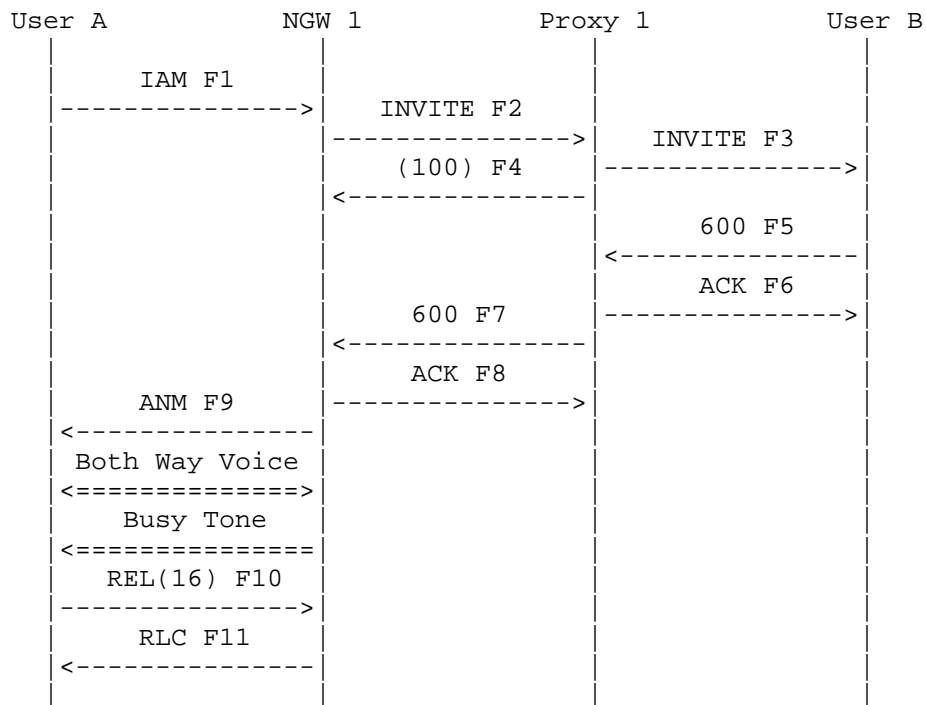 User A NGW 1 Proxy 1 User B
IAM F1
INVITE F2
INVITE F3
(100) F4
600 F5
ACK F6
600 F7
ACK F8
ANM F9
Both Way Voice
Busy Tone
REL(16) F10
RLC F11